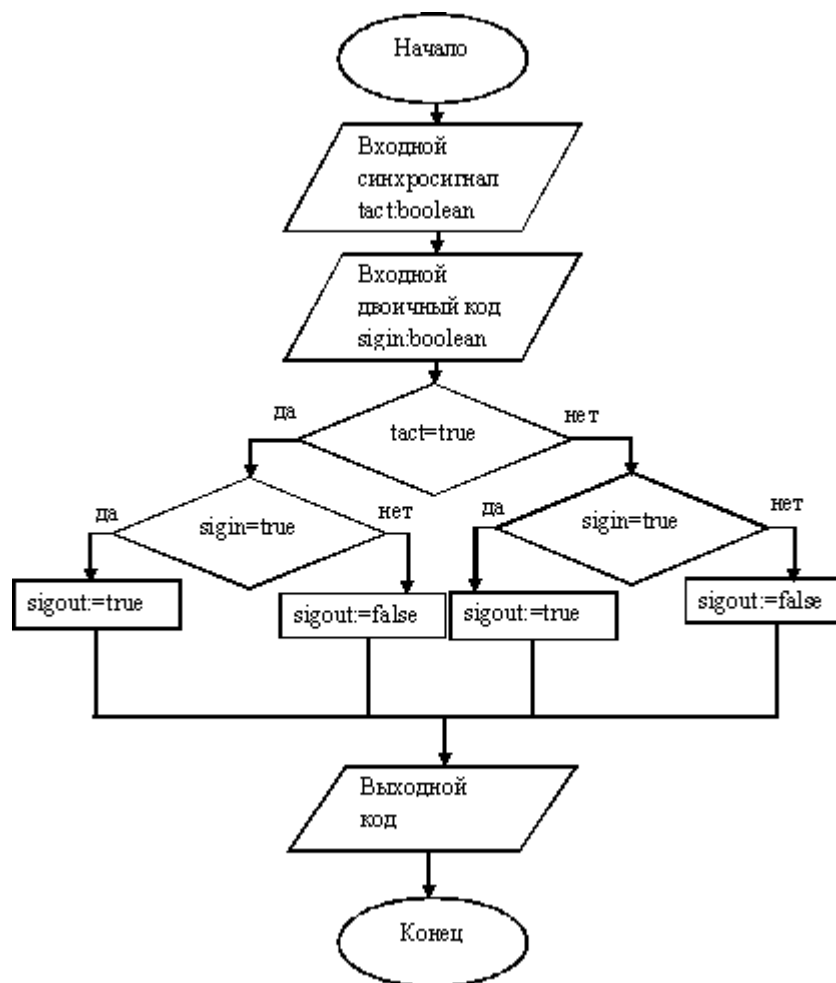 Начало
Входной
синхросигнал
tact:boolean
Входной
двоичный код
sigin:boolean
да
tact=true
нет
да
sigin=true
нет
да
sigin=true
нет
sigout:=true
sigout:=false
sigout:=true
sigout:=false
Выходной
код
Конец